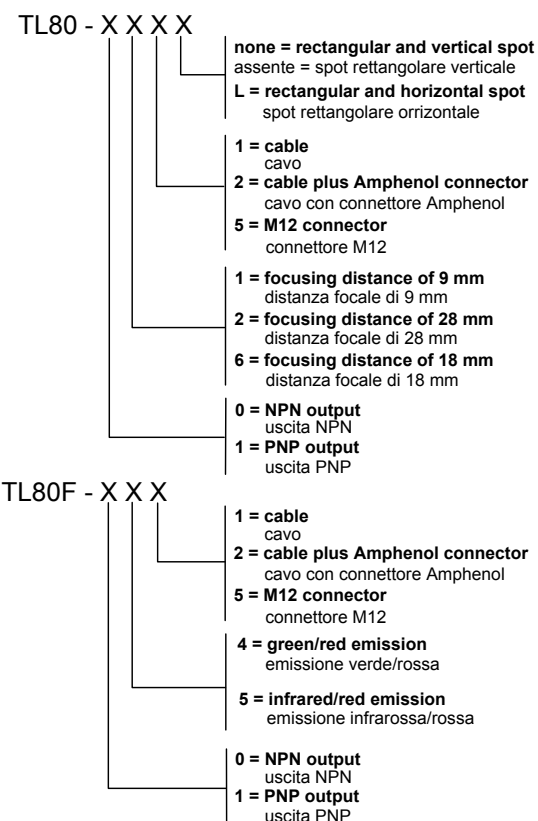 TL80 - X X X X
none = rectangular and vertical spot
assente = spot rettangolare verticale
L = rectangular and horizontal spot
spot rettangolare orrizontale
1 = cable
cavo
2 = cable plus Amphenol connector
cavo con connettore Amphenol
5 = M12 connector
connettore M12
1 = focusing distance of 9 mm
distanza focale di 9 mm
2 = focusing distance of 28 mm
distanza focale di 28 mm
6 = focusing distance of 18 mm
distanza focale di 18 mm
0 = NPN output
uscita NPN
1 = PNP output
uscita PNP
TL80F - X X X
1 = cable
cavo
2 = cable plus Amphenol connector
cavo con connettore Amphenol
5 = M12 connector
connettore M12
4 = green/red emission
emissione verde/rossa
5 = infrared/red emission
emissione infrarossa/rossa
0 = NPN output
uscita NPN
1 = PNP output
uscita PNP